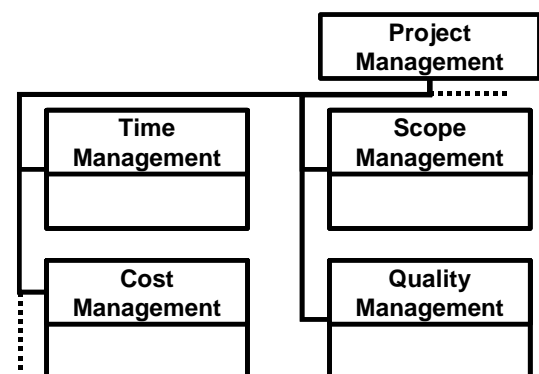 Project
Management
Time
Management
Scope
Management
Cost
Management
Quality
Management